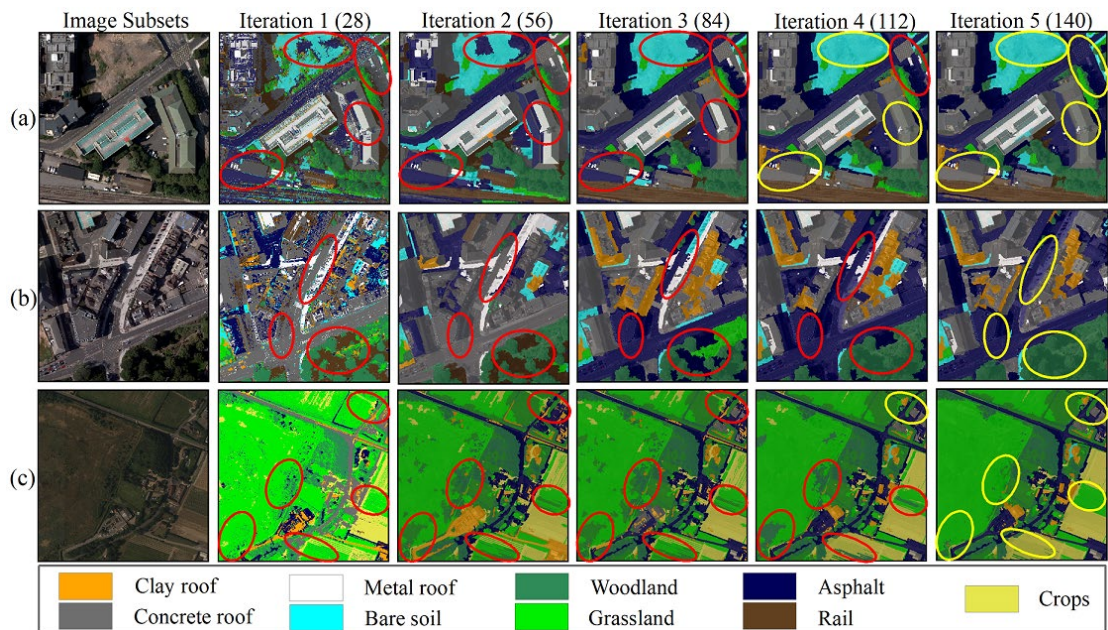 Image Subsets Iteration 1 (28) Iteration 2 (56) Iteration 3 (84) Iteration 4 (112) Iteration 5 (140)
(a)
(b)
(c)
Clay roof Metal roof Woodland Asphalt Crops
Concrete roof Bare soil Grassland Rail